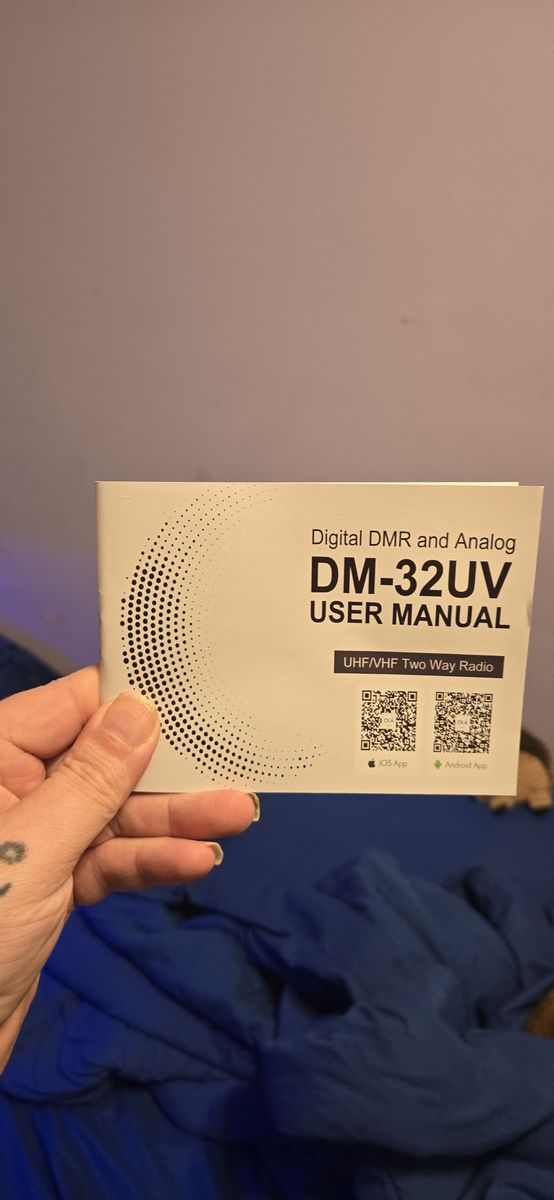 Digital DMR and Analog
DM-32UV
USER MANUAL
UHF/VHF Two Way Radio
IOS App
Android App